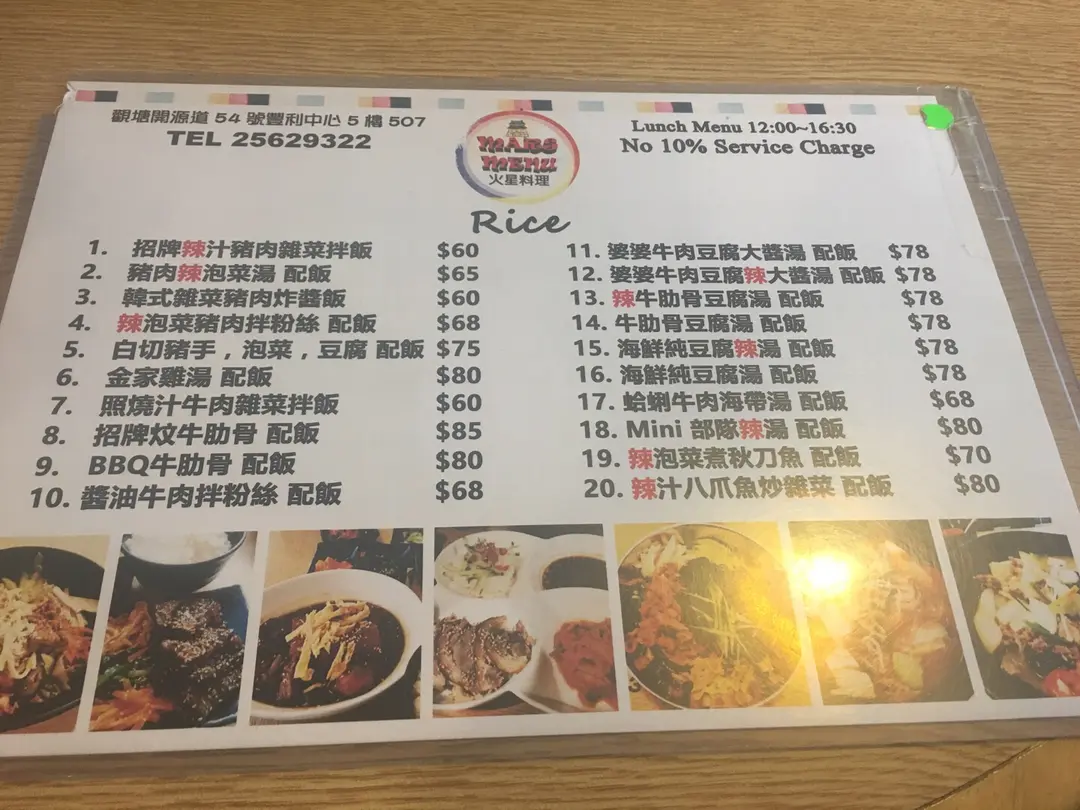 觀塘開源道 54 號豐利中心 5 樓 507
TEL 25629322
MARS
MENU
火星料理
Lunch Menu 12:00~16:30
No 10% Service Charge
Rice
1. 招牌辣汁豬肉雜菜拌飯 $60
2. 豬肉辣泡菜湯 配飯 $65
3. 韓式雜菜豬肉炸醬飯 $60
4. 辣泡菜豬肉拌粉絲 配飯 $68
5. 白切豬手，泡菜，豆腐 配飯 $75
6. 金家雞湯 配飯 $80
7. 照燒汁牛肉雜菜拌飯 $60
8. 招牌炆牛肋骨 配飯 $85
9. BBQ牛肋骨 配飯 $80
10. 醬油牛肉拌粉絲 配飯 $68
11. 婆婆牛肉豆腐大醬湯 配飯 $78
12. 婆婆牛肉豆腐辣大醬湯 配飯 $78
13. 辣牛肋骨豆腐湯 配飯 $78
14. 牛肋骨豆腐湯 配飯 $78
15. 海鮮純豆腐辣湯 配飯 $78
16. 海鮮純豆腐湯 配飯 $78
17. 蛤蜊牛肉海帶湯 配飯 $68
18. Mini 部隊辣湯 配飯 $80
19. 辣泡菜煮秋刀魚 配飯 $70
20. 辣汁八爪魚炒雜菜 配飯 $80